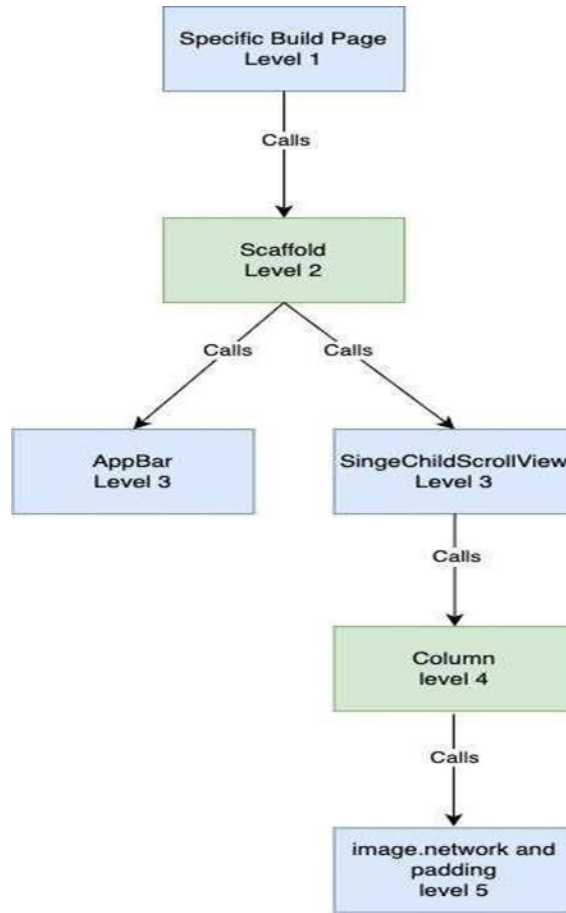 Specific Build Page
Level 1
Calls
Scaffold
Level 2
Calls
Calls
AppBar
Level 3
SingeChildScrollView
Level 3
Calls
Column
level 4
Calls
image.network and
padding
level 5